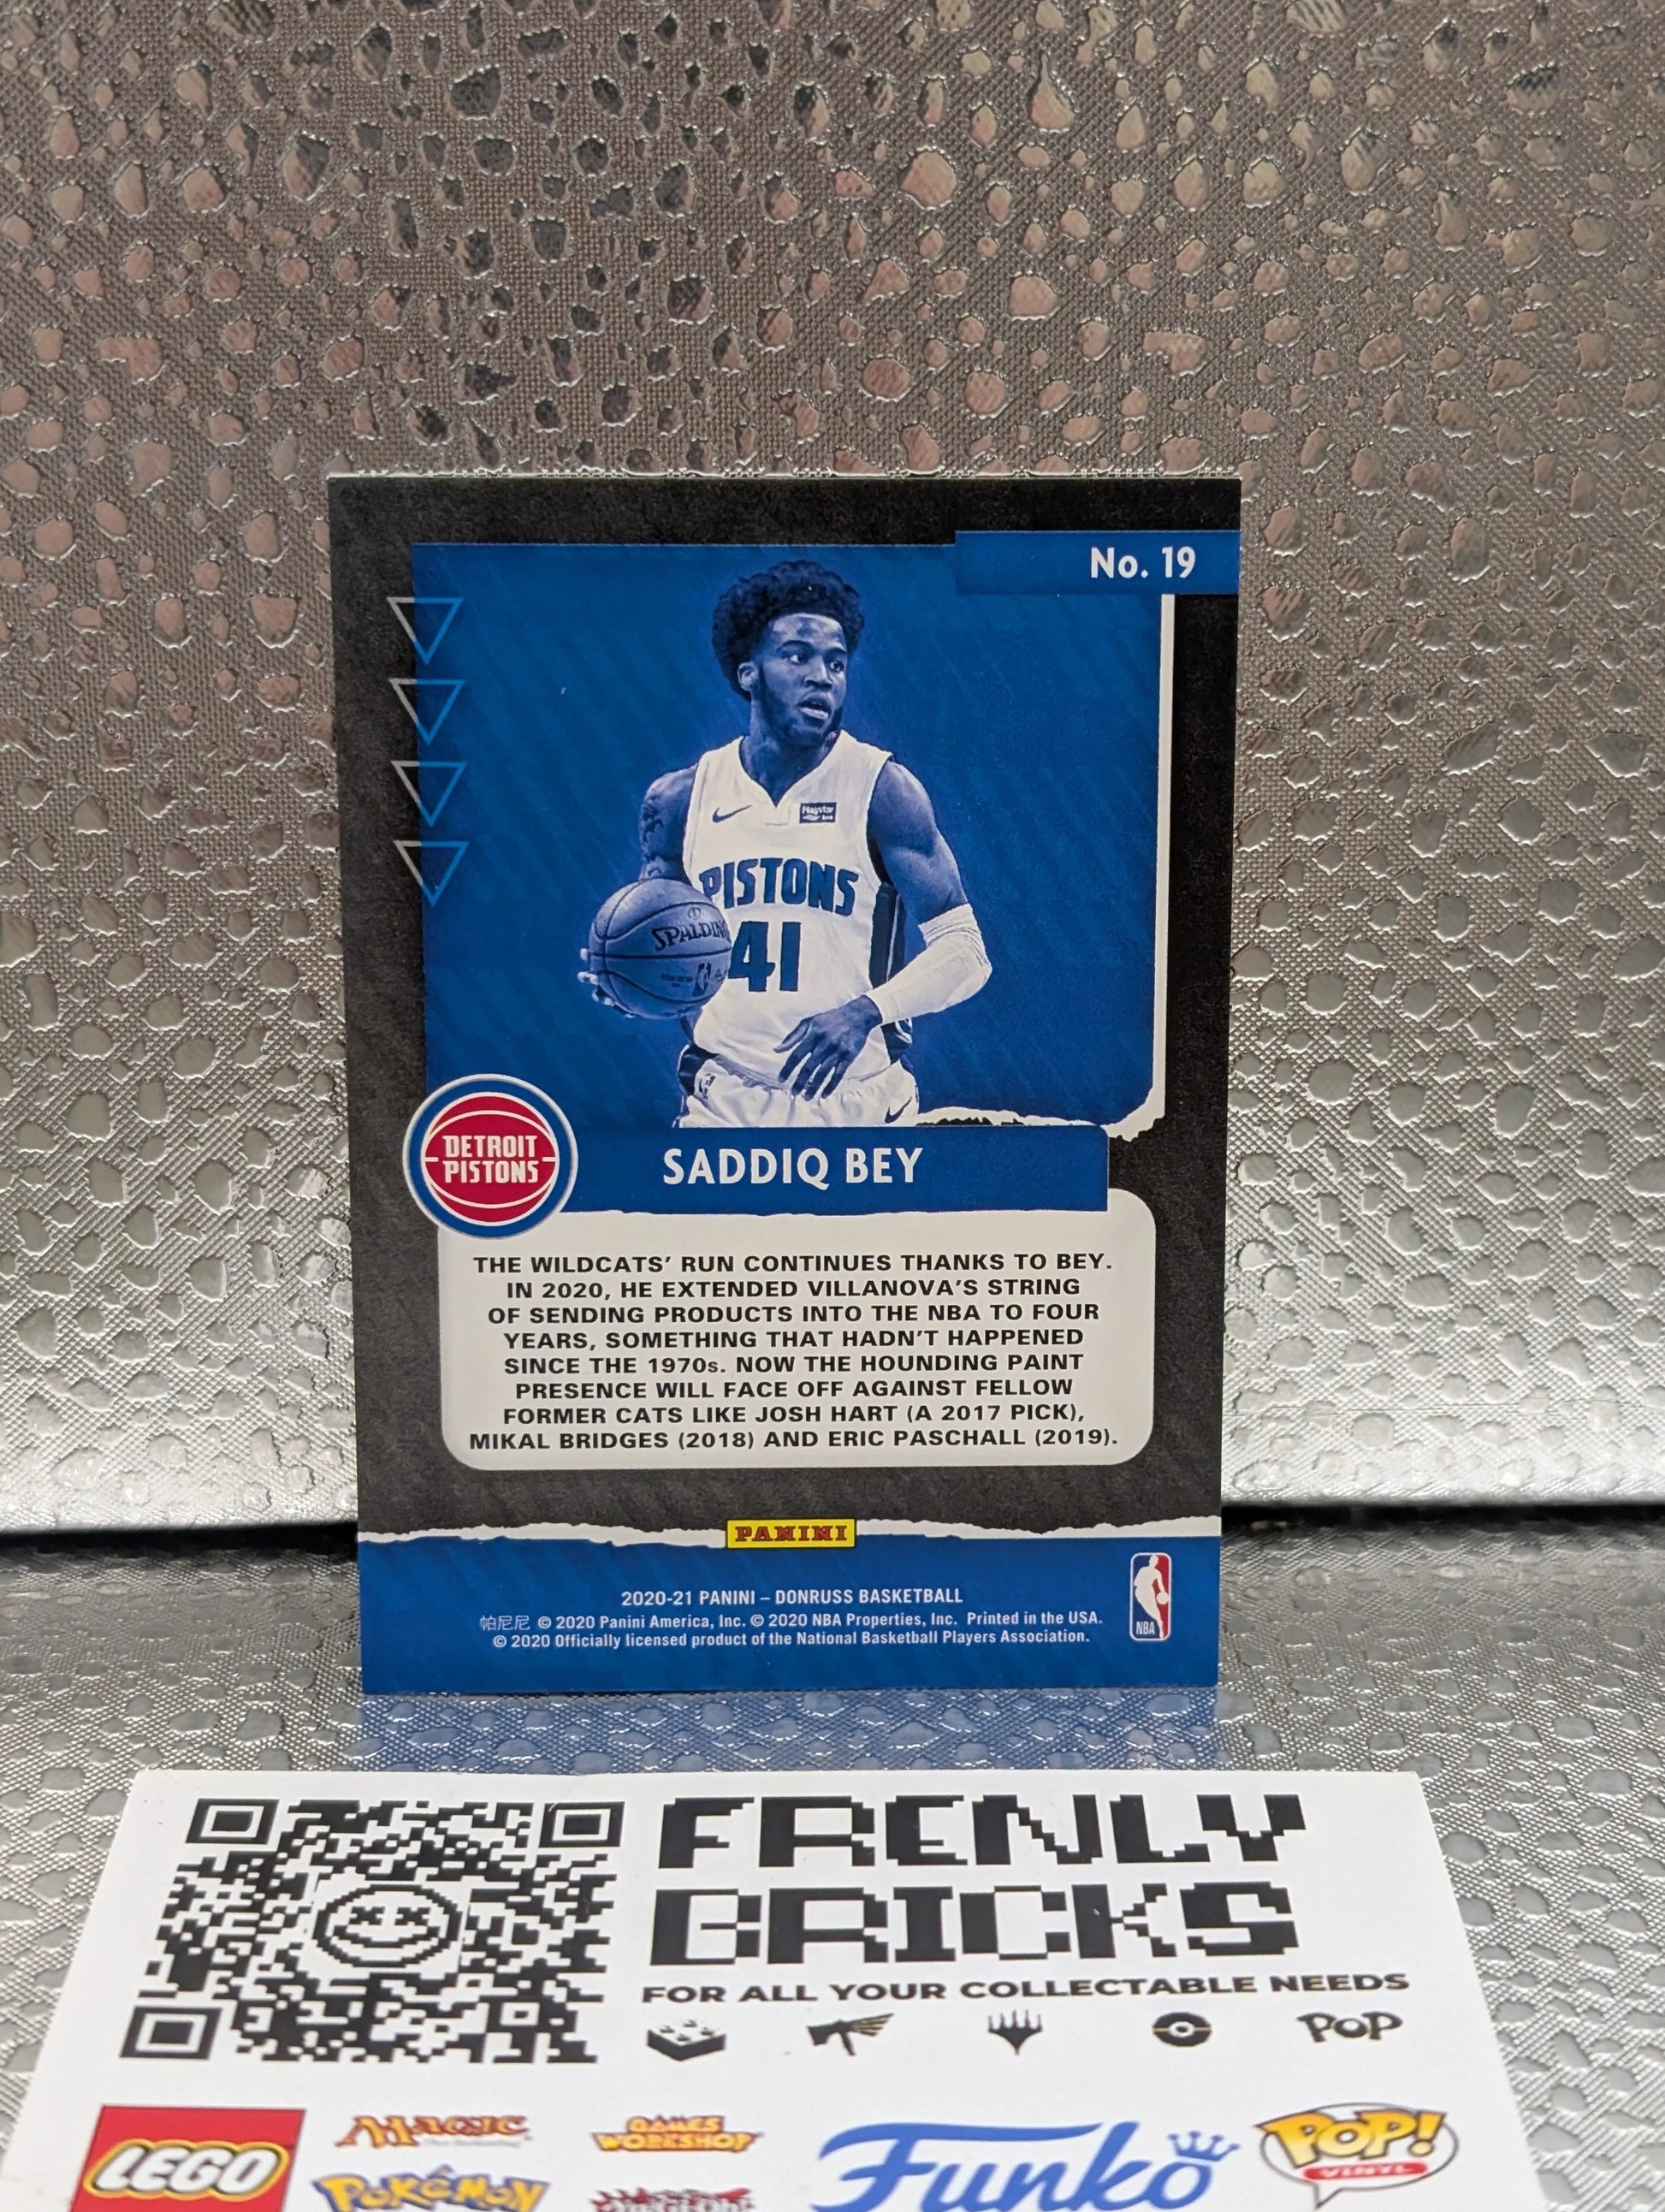 No. 19
Flagstar
PISTONS
41
SPALDING
DETROIT
PISTONS
SADDIQ BEY
THE WILDCATS' RUN CONTINUES THANKS TO BEY.
IN 2020, HE EXTENDED VILLANOVA'S STRING
OF SENDING PRODUCTS INTO THE NBA TO FOUR
YEARS, SOMETHING THAT HADN'T HAPPENED
SINCE THE 1970s. NOW THE HOUNDING PAINT
PRESENCE WILL FACE OFF AGAINST FELLOW
FORMER CATS LIKE JOSH HART (A 2017 PICK),
MIKAL BRIDGES (2018) AND ERIC PASCHALL (2019).
PANINI
2020-21 PANINI – DONRUSS BASKETBALL
帕尼尼 © 2020 Panini America, Inc. © 2020 NBA Properties, Inc. Printed in the USA.
© 2020 Officially licensed product of the National Basketball Players Association.
NBA
FRENLY
BRICKS
FOR ALL YOUR COLLECTABLE NEEDS
POP
LEGO
MAGIC
GAMES
WORKSHOP
Funko
POP!
VINYL
POKéMON